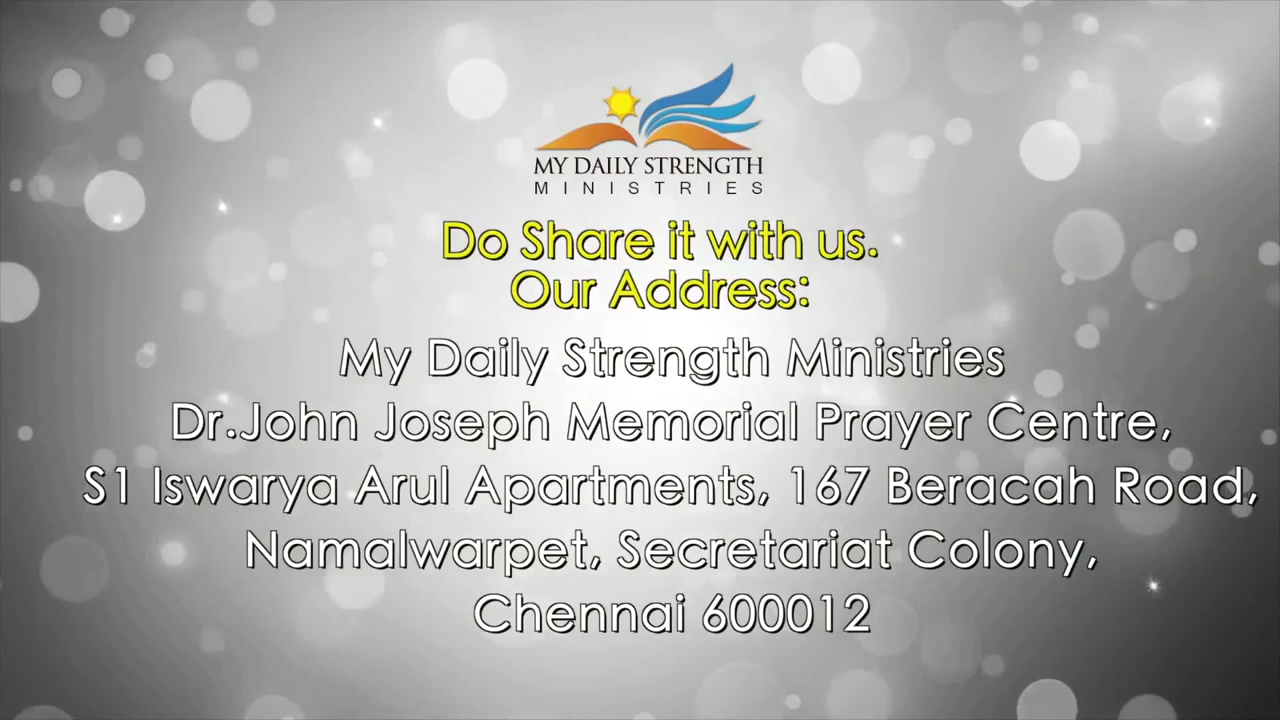 MY DAILY STRENGTH
MINISTRIES
Do Share it with us.
Our Address:
My Daily Strength Ministries
Dr.John Joseph Memorial Prayer Centre,
S1 Iswarya Arul Apartments, 167 Beracah Road,
Namalwarpet, Secretariat Colony,
Chennai 600012